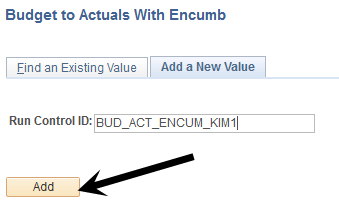 Budget to Actuals With Encumb
Find an Existing Value Add a New Value
Run Control ID: BUD_ACT_ENCUM_KIM1
Add